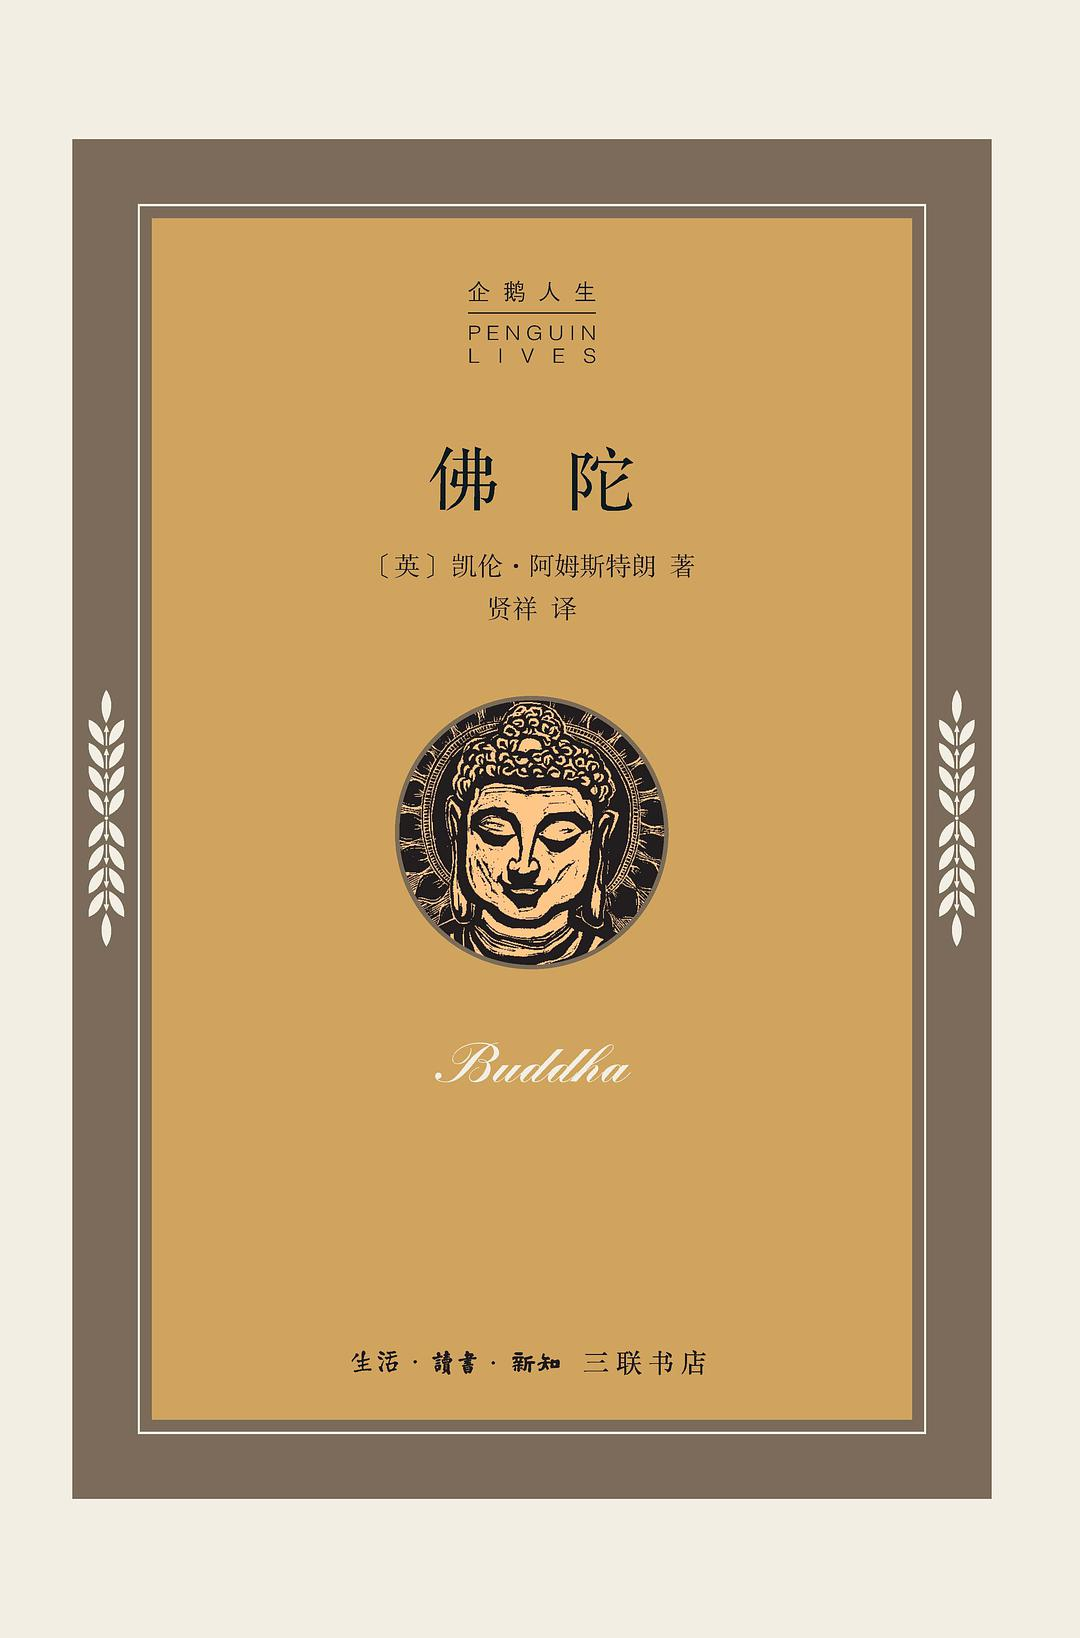 企鹅人生
PENGUIN
LIVES
佛陀
〔英〕凯伦·阿姆斯特朗 著
贤祥 译
Buddha
生活·讀書·新知 三联书店